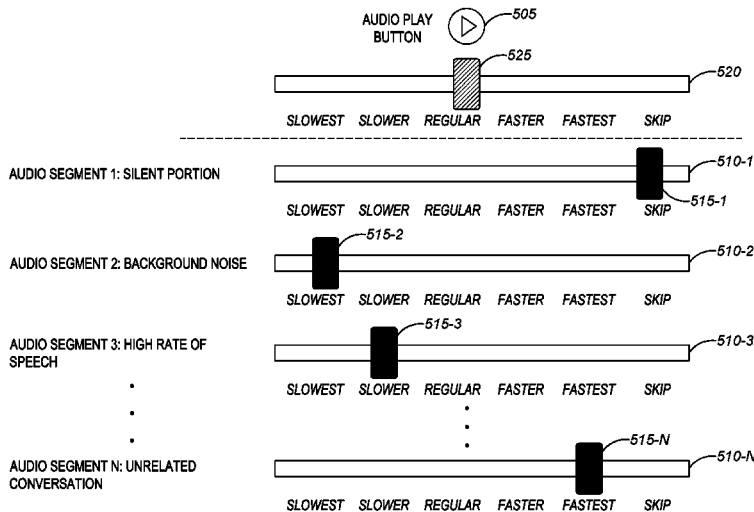 AUDIO PLAY
BUTTON
505
525
520
SLOWEST SLOWER REGULAR FASTER FASTEST SKIP
AUDIO SEGMENT 1: SILENT PORTION
510-1
515-1
SLOWEST SLOWER REGULAR FASTER FASTEST SKIP
515-2
AUDIO SEGMENT 2: BACKGROUND NOISE
510-2
SLOWEST SLOWER REGULAR FASTER FASTEST SKIP
515-3
AUDIO SEGMENT 3: HIGH RATE OF
SPEECH
510-3
SLOWEST SLOWER REGULAR FASTER FASTEST SKIP
515-N
AUDIO SEGMENT N: UNRELATED
CONVERSATION
510-N
SLOWEST SLOWER REGULAR FASTER FASTEST SKIP